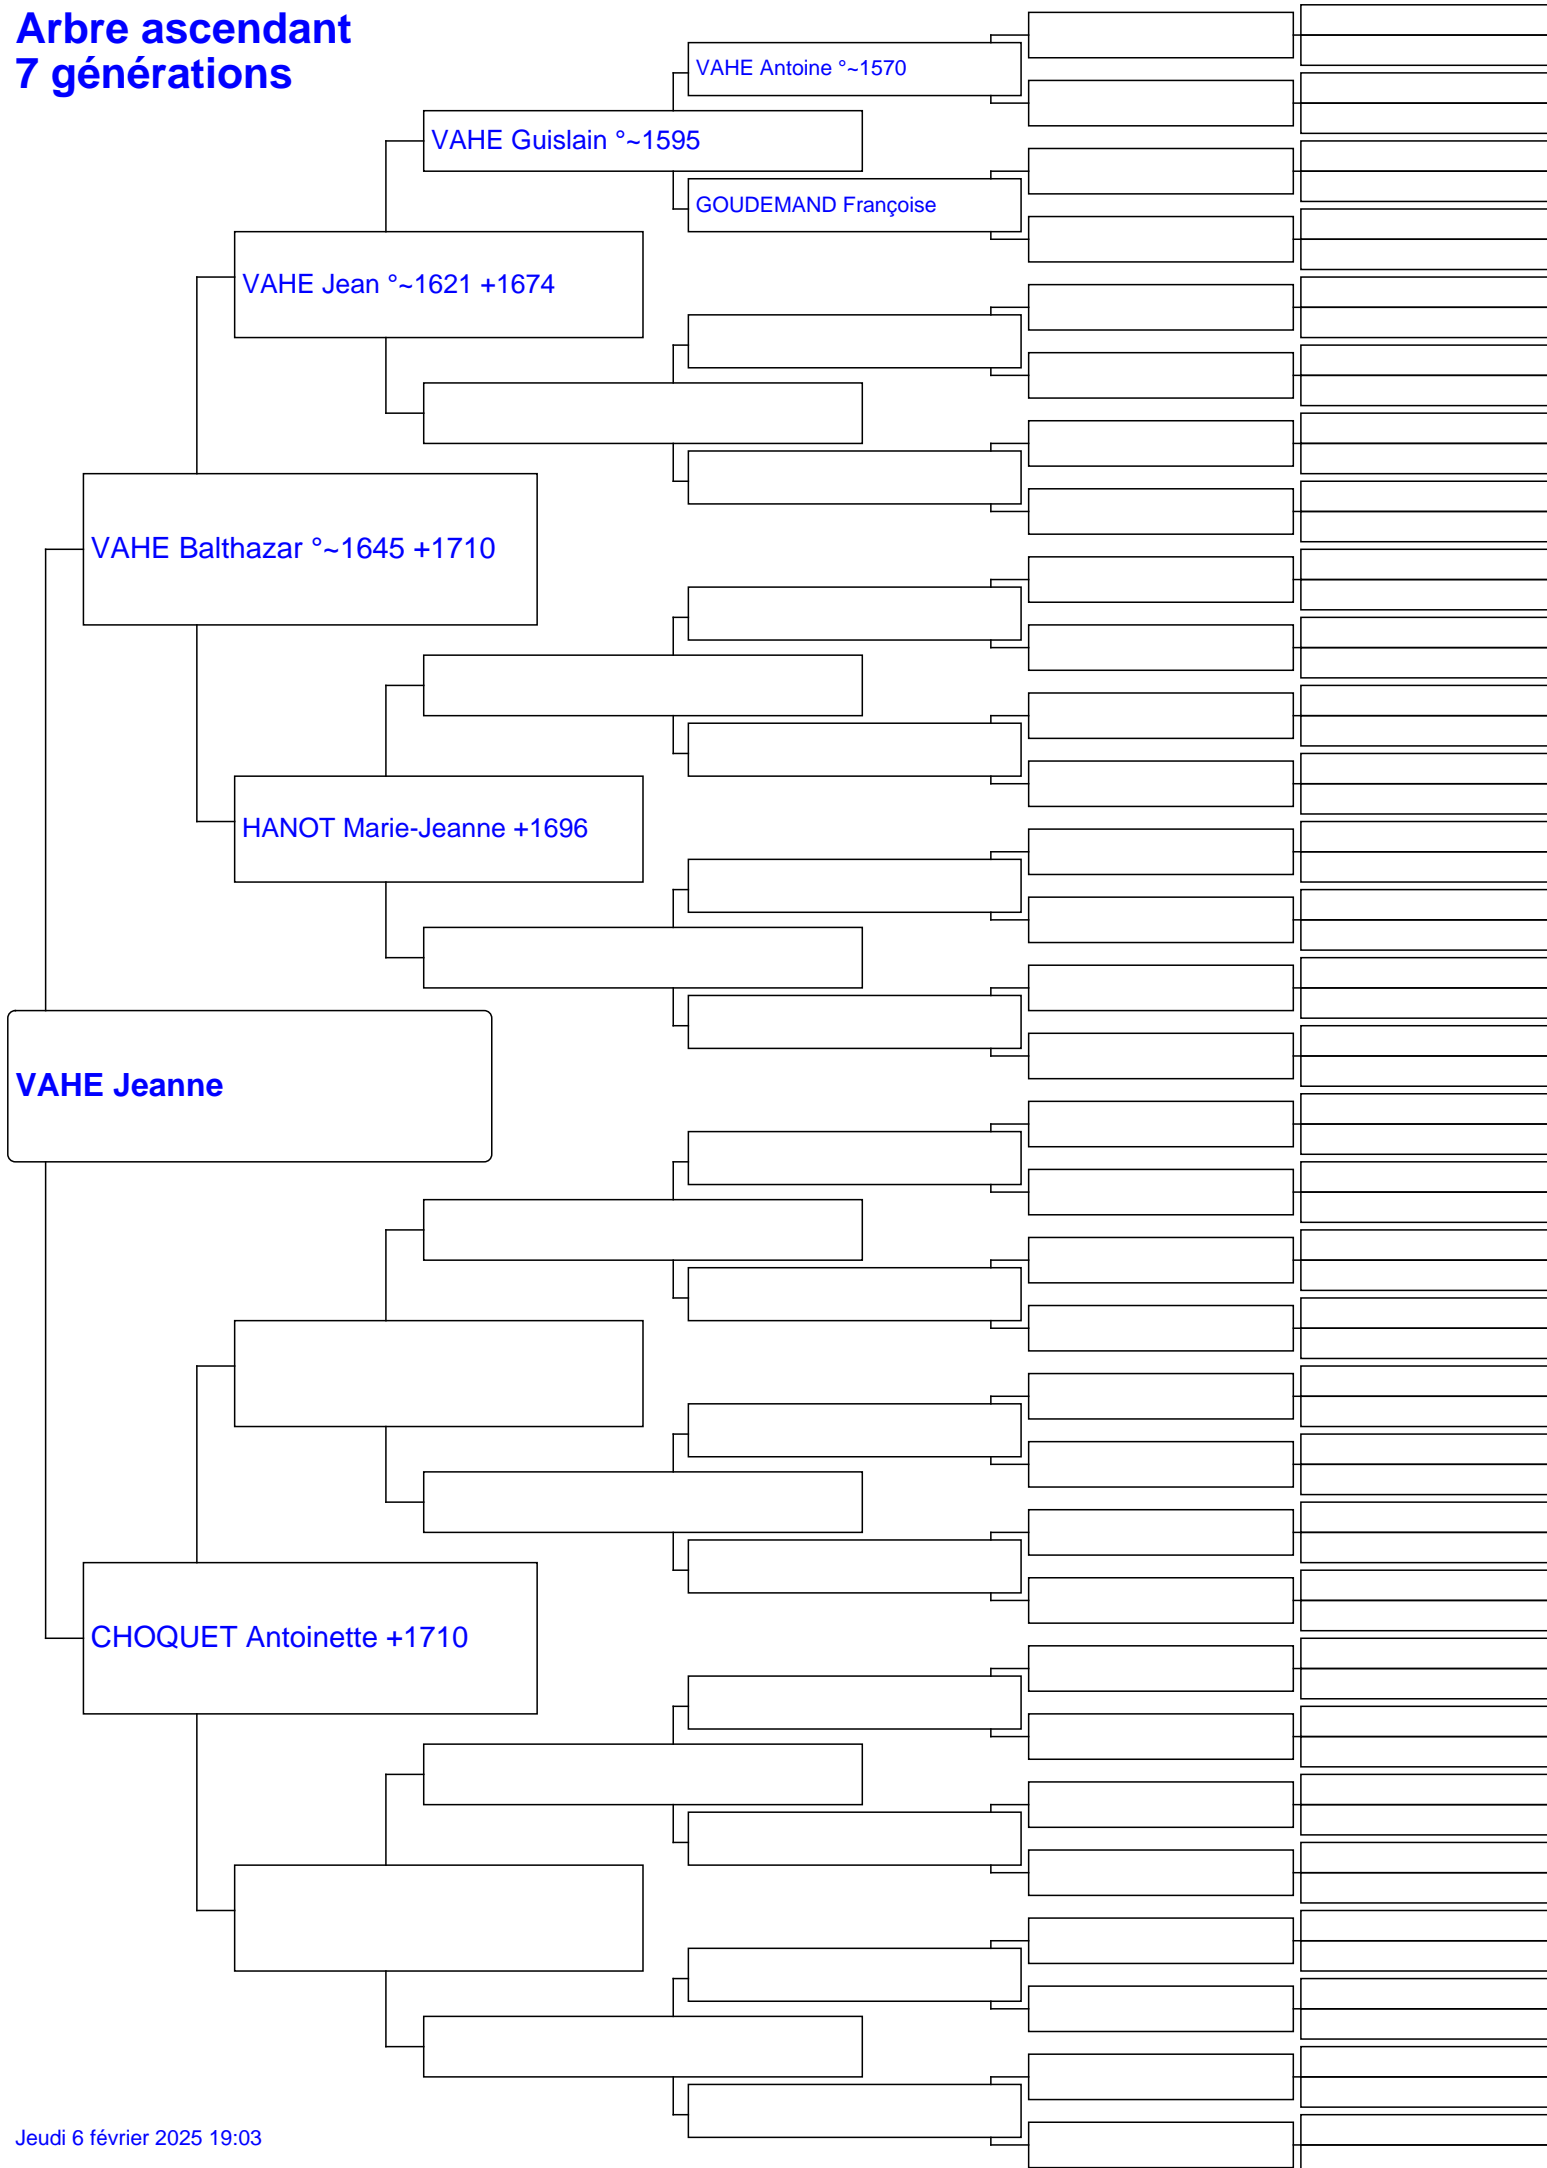 Arbre ascendant
7 générations
VAHE Antoine °~1570
VAHE Guislain °~1595
GOUDEMAND Françoise
VAHE Jean °~1621 +1674
VAHE Balthazar °~1645 +1710
HANOT Marie-Jeanne +1696
VAHE Jeanne
CHOQUET Antoinette +1710
Jeudi 6 février 2025 19:03